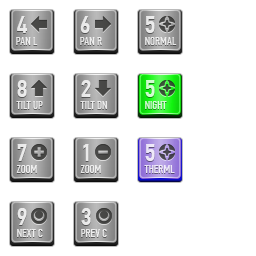 4
PAN L
6
PAN R
5
NORMAL
8
TILT UP
2
TILT DN
5
NIGHT
7
ZOOM
1
ZOOM
5
THERML
9
NEXT C
3
PREV C